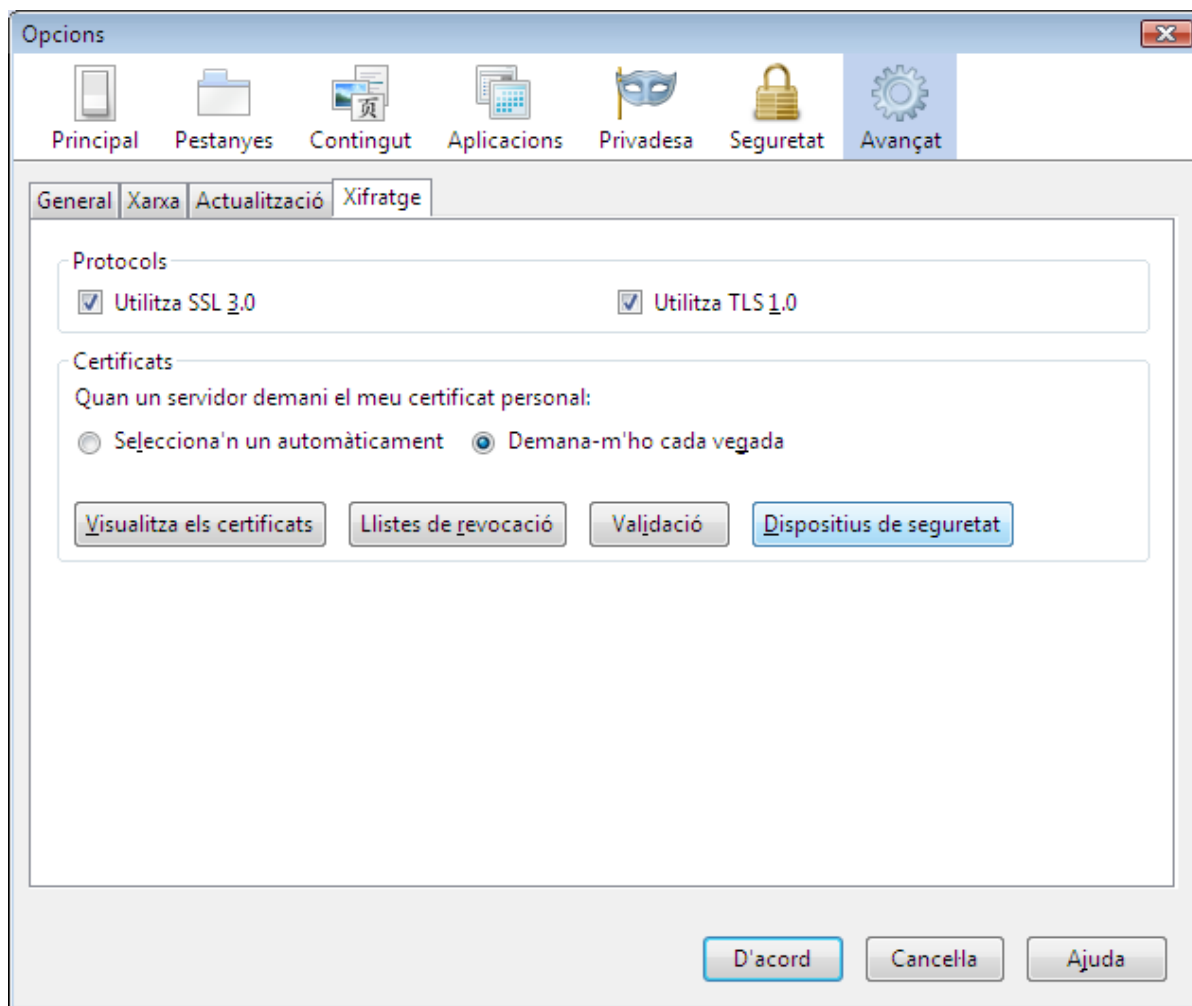 Opcions
Principal Pestanyes Contingut Aplicacions Privadesa Seguretat Avançat
General Xarxa Actualització Xifratge
Protocols
Utilitza SSL 3.0 Utilitza TLS 1.0
Certificats
Quan un servidor demani el meu certificat personal:
Selecciona'n un automàticament Demana-m'ho cada vegada
Visualitza els certificats Llistes de revocació Validació Dispositius de seguretat
D'acord Cancel·la Ajuda